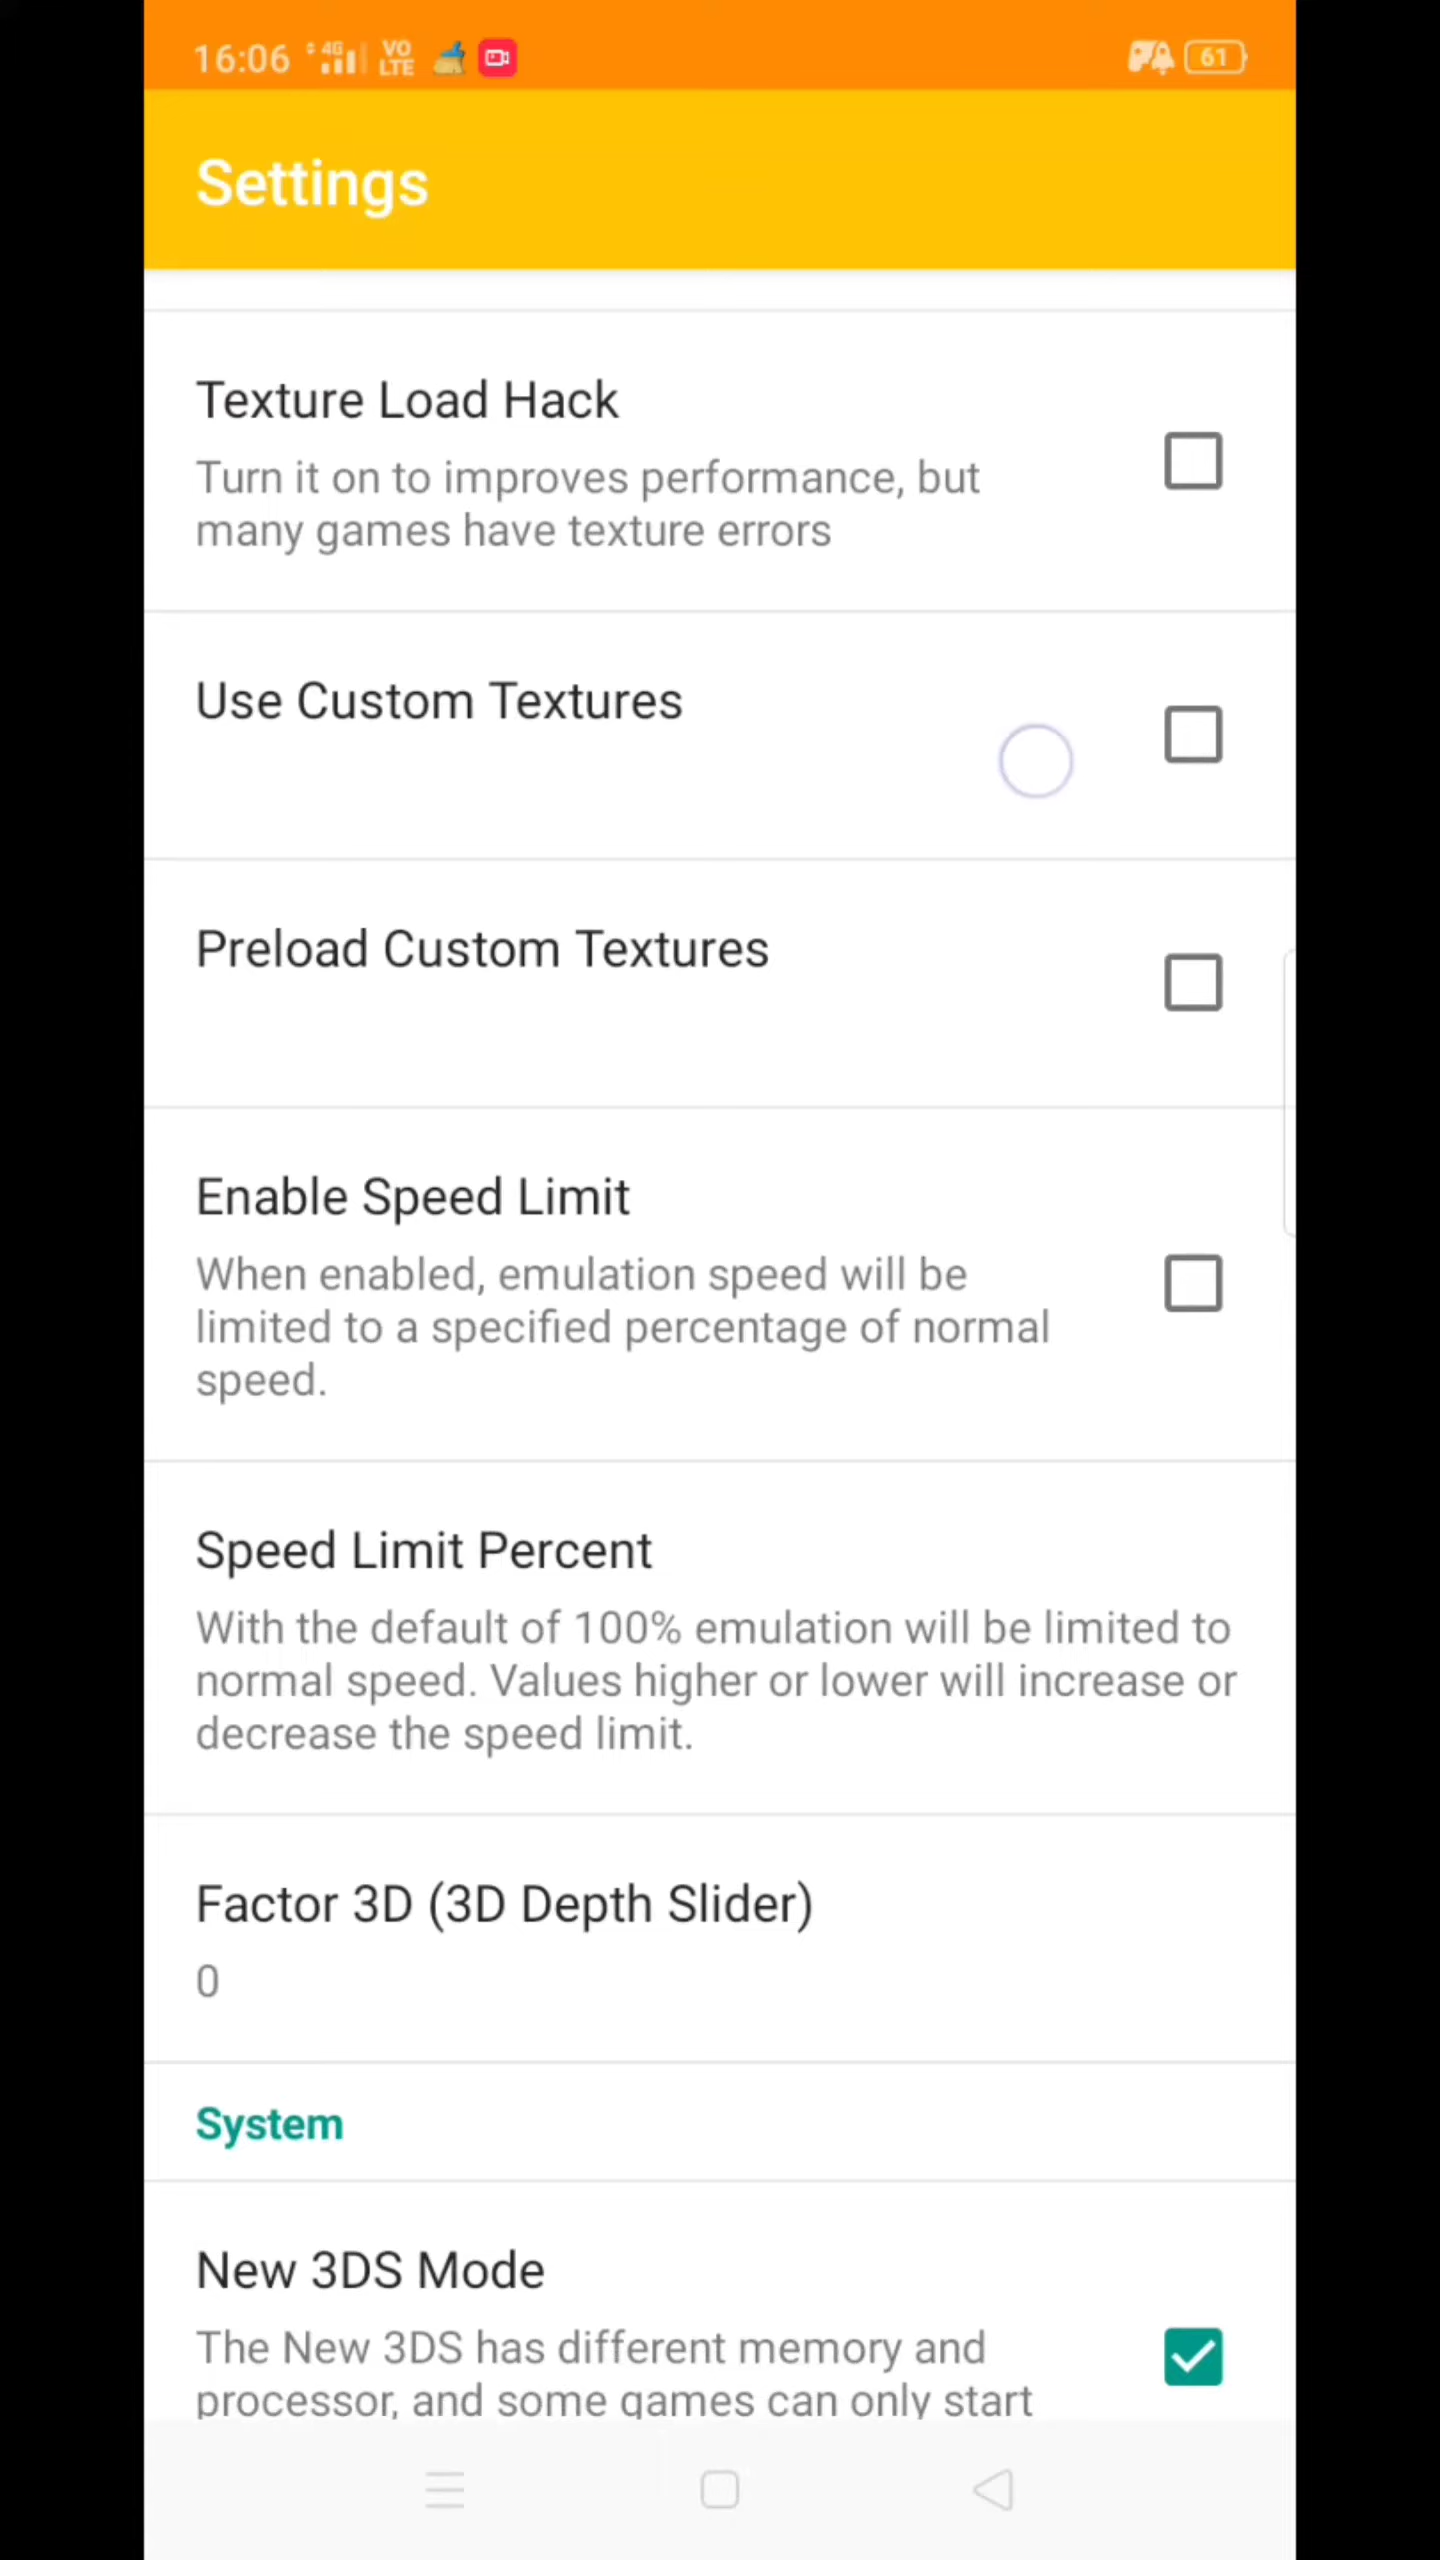 16:06 4G VO LTE 61
Settings
Texture Load Hack
Turn it on to improves performance, but
many games have texture errors
Use Custom Textures
Preload Custom Textures
Enable Speed Limit
When enabled, emulation speed will be
limited to a specified percentage of normal
speed.
Speed Limit Percent
With the default of 100% emulation will be limited to
normal speed. Values higher or lower will increase or
decrease the speed limit.
Factor 3D (3D Depth Slider)
0
System
New 3DS Mode
The New 3DS has different memory and
processor, and some games can only start